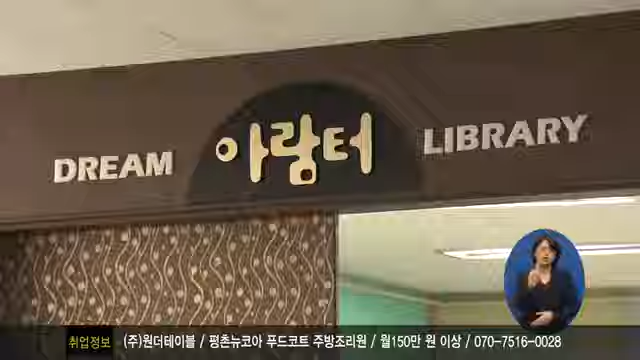 DREAM 아람터 LIBRARY
취업정보 (주)원더테이블 / 평촌뉴코아 푸드코트 주방조리원 / 월150만 원 이상 / 070-7516-0028